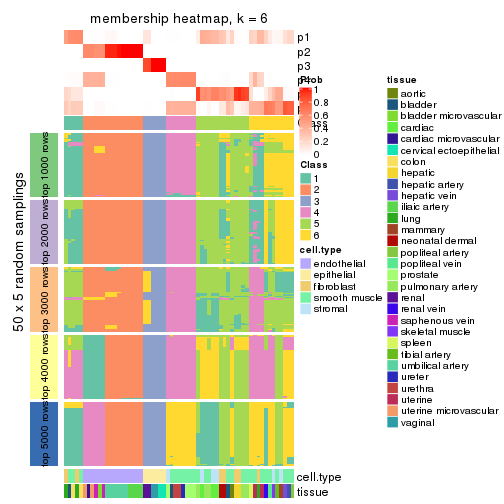 membership heatmap, k = 6
p1
p2
p3
Prob
1
0.8
0.6
0.4
0.2
0
Class
1
2
3
4
5
6
cell.type
endothelial
epithelial
fibroblast
smooth muscle
stromal
tissue
aortic
bladder
bladder microvascular
cardiac
cardiac microvascular
cervical ectoepithelial
colon
hepatic
hepatic artery
hepatic vein
iliaic artery
lung
mammary
neonatal dermal
popliteal artery
popliteal vein
prostate
pulmonary artery
renal
renal vein
saphenous vein
skeletal muscle
spleen
tibial artery
umbilical artery
ureter
urethra
uterine
uterine microvascular
vaginal
50 x 5 random samplings
top 1000 rows
top 2000 rows
top 3000 rows
top 4000 rows
top 5000 rows
cell.type
tissue